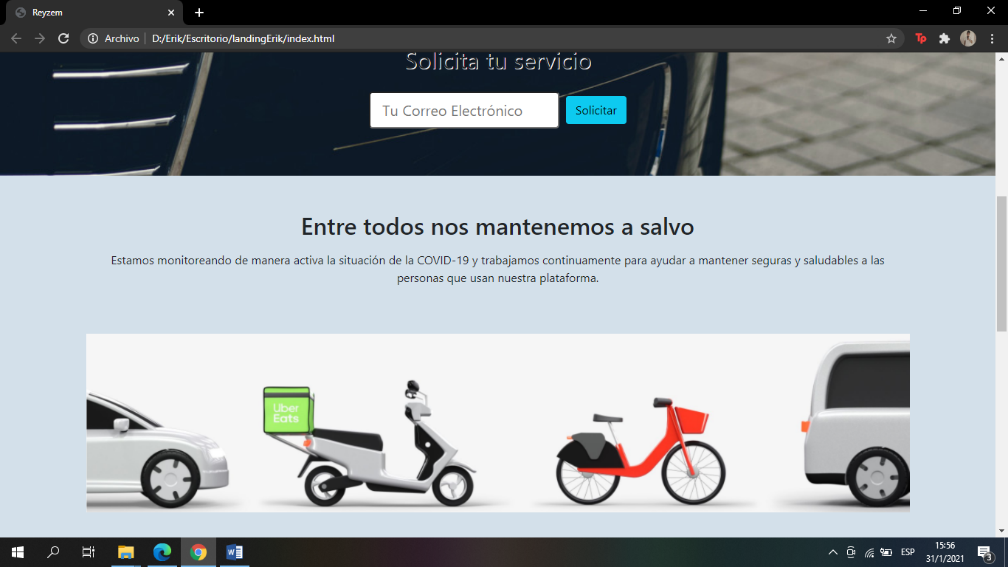 Reyzem
Archivo
D:/Erik/Escritorio/landingErik/index.html
Tp
Solicita tu servicio
Tu Correo Electrónico
Solicitar
Entre todos nos mantenemos a salvo
Estamos monitoreando de manera activa la situación de la COVID-19 y trabajamos continuamente para ayudar a mantener seguras y saludables a las
personas que usan nuestra plataforma.
Uber
Eats
W
ESP
15:56
31/1/2021
3